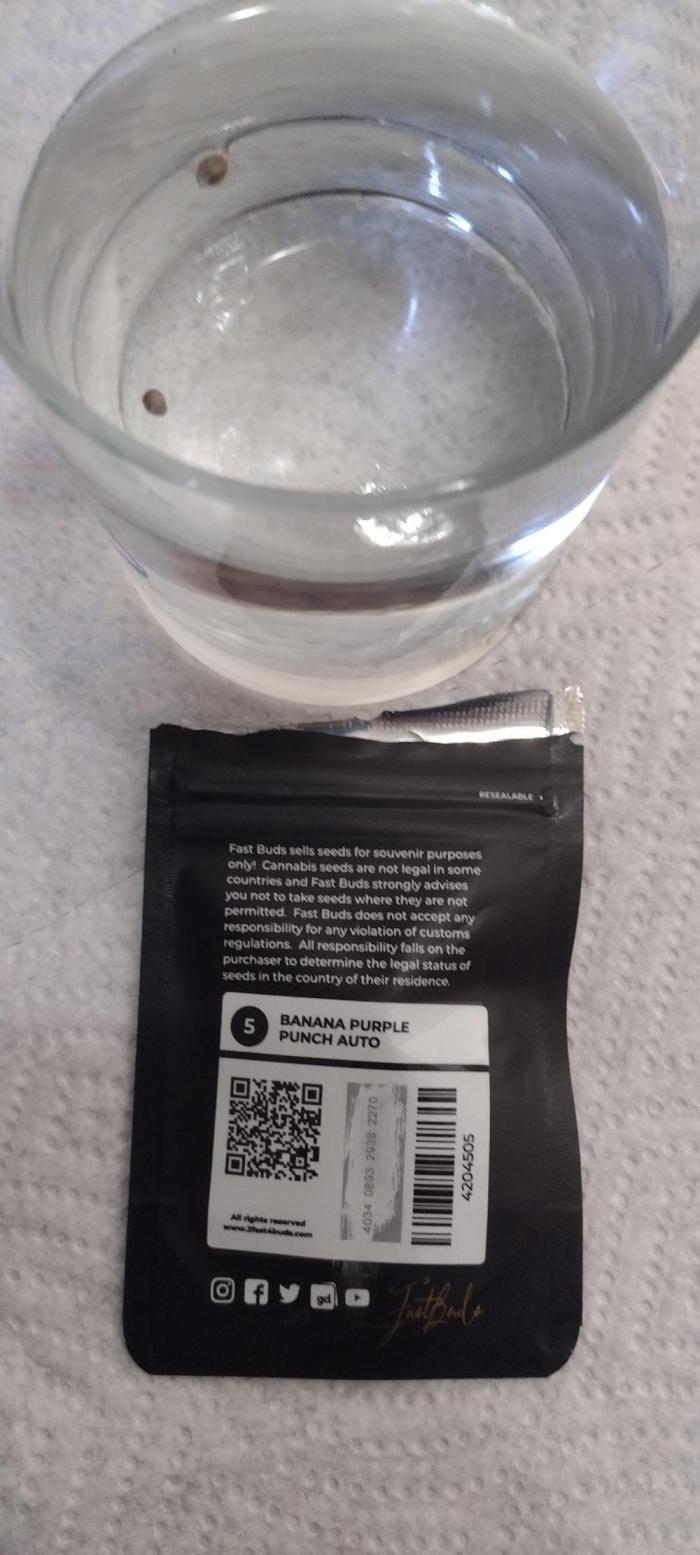 RESEALABLE
Fast Buds sells seeds for souvenir purposes
only! Cannabis seeds are not legal in some
countries and Fast Buds strongly advises
you not to take seeds where they are not
permitted. Fast Buds does not accept any
responsibility for any violation of customs
regulations. All responsibility falls on the
purchaser to determine the legal status of
seeds in the country of their residence.
5
BANANA PURPLE
PUNCH AUTO
4034 0893 2938 2270
4204505
All rights reserved
www.2fast4buds.com
gd
FastBuds